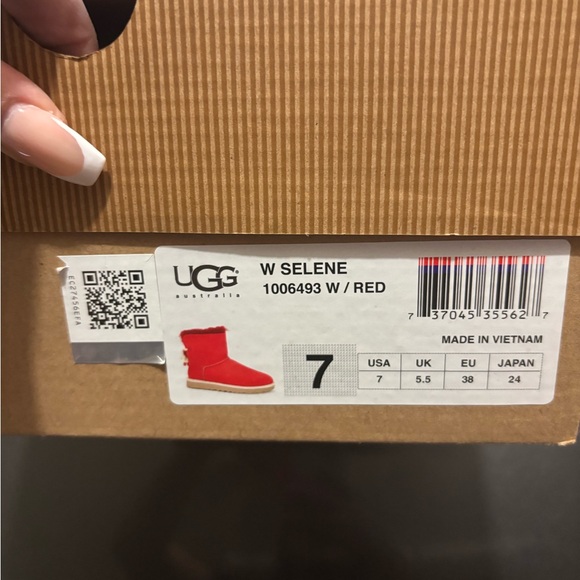 EC27456EFA
UGG®
australia
W SELENE
1006493 W / RED
7 37045 35562 7
MADE IN VIETNAM
7
USA UK EU JAPAN
7 5.5 38 24